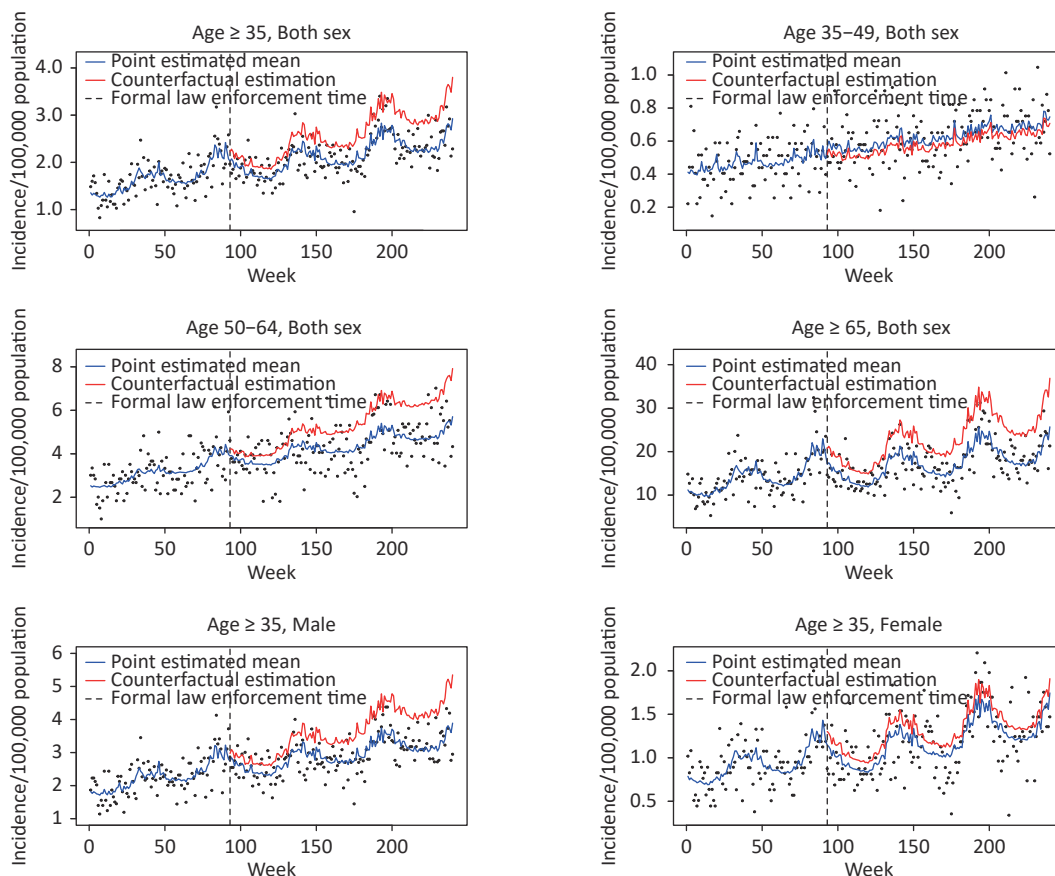 Age ≥ 35, Both sex
Incidence/100,000 population
4.0
3.0
2.0
1.0
Point estimated mean
Counterfactual estimation
Formal law enforcement time
0 50 100 150 200
Week
Age 35−49, Both sex
Incidence/100,000 population
1.0
0.8
0.6
0.4
0.2
Point estimated mean
Counterfactual estimation
Formal law enforcement time
0 50 100 150 200
Week
Age 50−64, Both sex
Incidence/100,000 population
8
6
4
2
Point estimated mean
Counterfactual estimation
Formal law enforcement time
0 50 100 150 200
Week
Age ≥ 65, Both sex
Incidence/100,000 population
40
30
20
10
Point estimated mean
Counterfactual estimation
Formal law enforcement time
0 50 100 150 200
Week
Age ≥ 35, Male
Incidence/100,000 population
6
5
4
3
2
1
Point estimated mean
Counterfactual estimation
Formal law enforcement time
0 50 100 150 200
Week
Age ≥ 35, Female
Incidence/100,000 population
2.0
1.5
1.0
0.5
Point estimated mean
Counterfactual estimation
Formal law enforcement time
0 50 100 150 200
Week